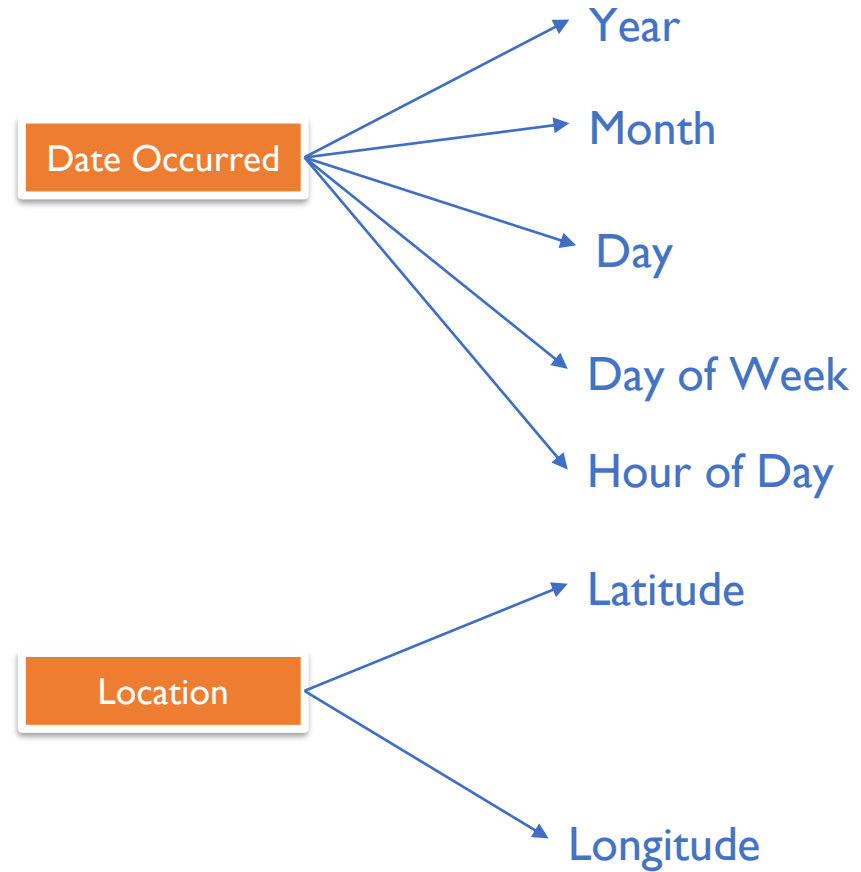 Year
Month
Date Occurred
Day
Day of Week
Hour of Day
Latitude
Location
Longitude